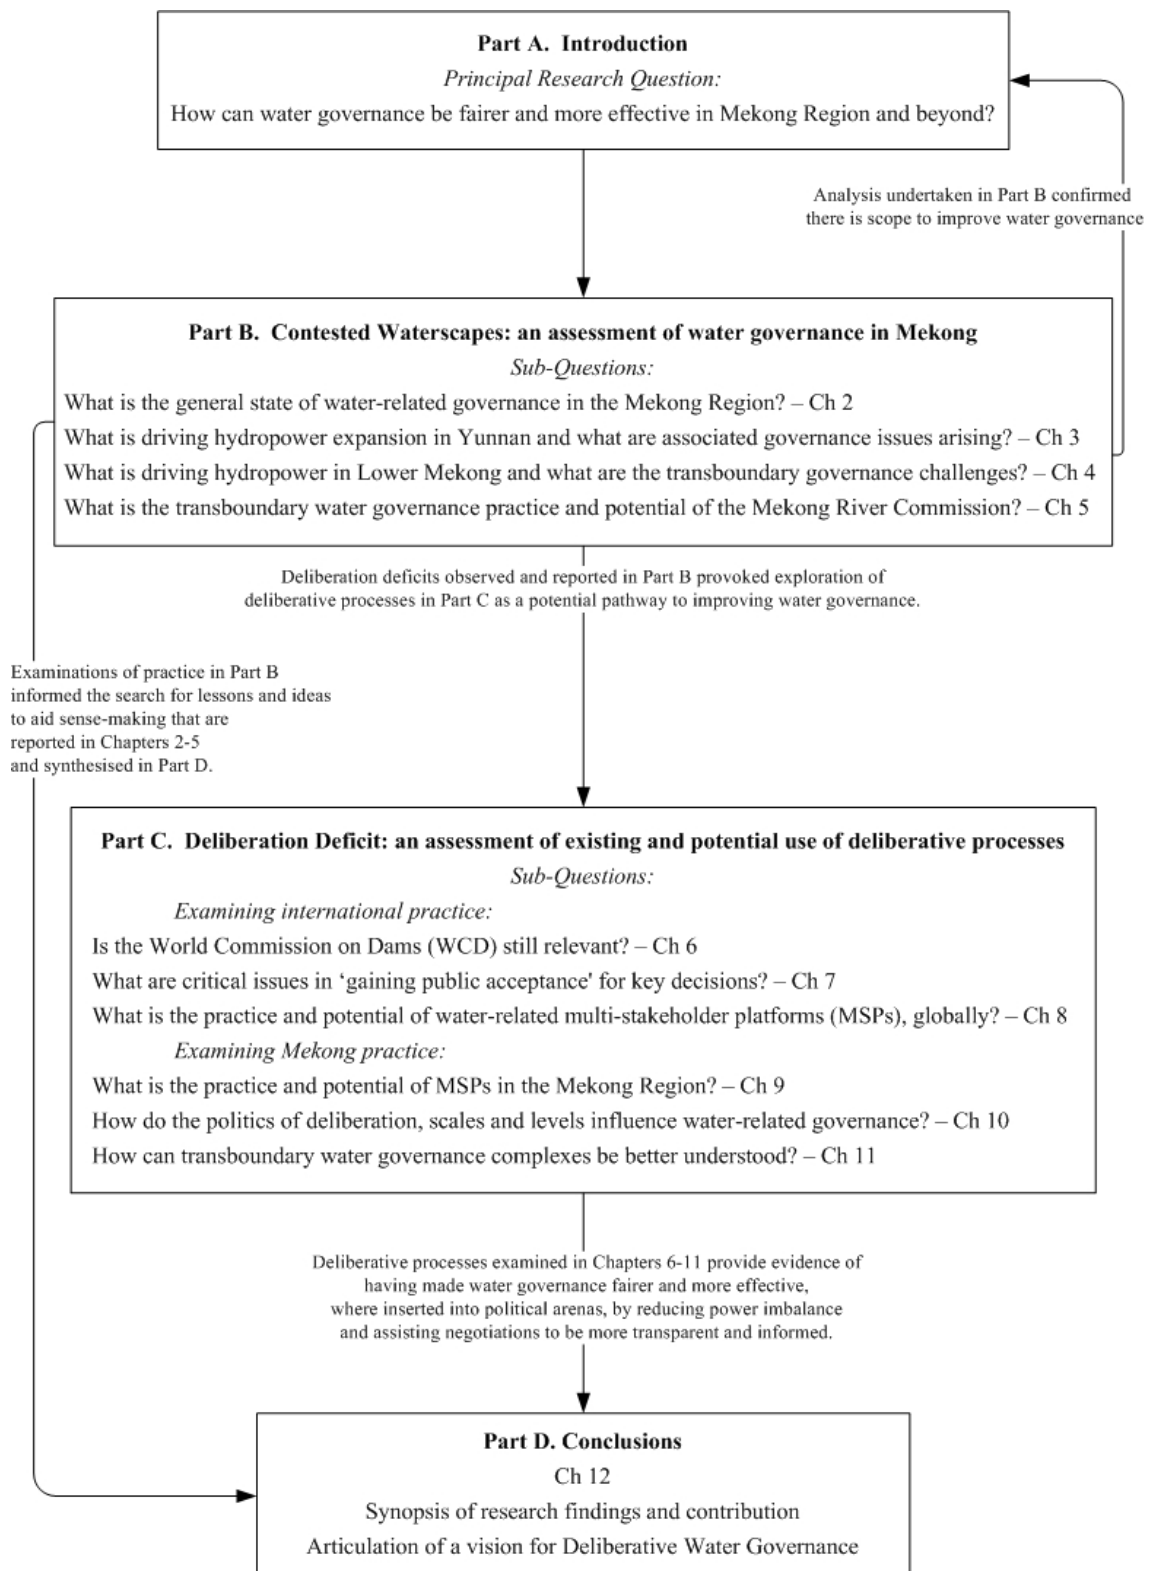 Part A.  Introduction
Principal Research Question:
How can water governance be fairer and more effective in Mekong Region and beyond?
Analysis undertaken in Part B confirmed
there is scope to improve water governance
Part B.  Contested Waterscapes: an assessment of water governance in Mekong
Sub-Questions:
What is the general state of water-related governance in the Mekong Region? – Ch 2
What is driving hydropower expansion in Yunnan and what are associated governance issues arising? – Ch 3
What is driving hydropower in Lower Mekong and what are the transboundary governance challenges? – Ch 4
What is the transboundary water governance practice and potential of the Mekong River Commission? – Ch 5
Deliberation deficits observed and reported in Part B provoked exploration of
deliberative processes in Part C as a potential pathway to improving water governance.
Examinations of practice in Part B
informed the search for lessons and ideas
to aid sense-making that are
reported in Chapters 2-5
and synthesised in Part D.
Part C.  Deliberation Deficit: an assessment of existing and potential use of deliberative processes
Sub-Questions:
Examining international practice:
Is the World Commission on Dams (WCD) still relevant? – Ch 6
What are critical issues in ‘gaining public acceptance' for key decisions? – Ch 7
What is the practice and potential of water-related multi-stakeholder platforms (MSPs), globally? – Ch 8
Examining Mekong practice:
What is the practice and potential of MSPs in the Mekong Region? – Ch 9
How do the politics of deliberation, scales and levels influence water-related governance? – Ch 10
How can transboundary water governance complexes be better understood? – Ch 11
Deliberative processes examined in Chapters 6-11 provide evidence of
having made water governance fairer and more effective,
where inserted into political arenas, by reducing power imbalance
and assisting negotiations to be more transparent and informed.
Part D. Conclusions
Ch 12
Synopsis of research findings and contribution
Articulation of a vision for Deliberative Water Governance